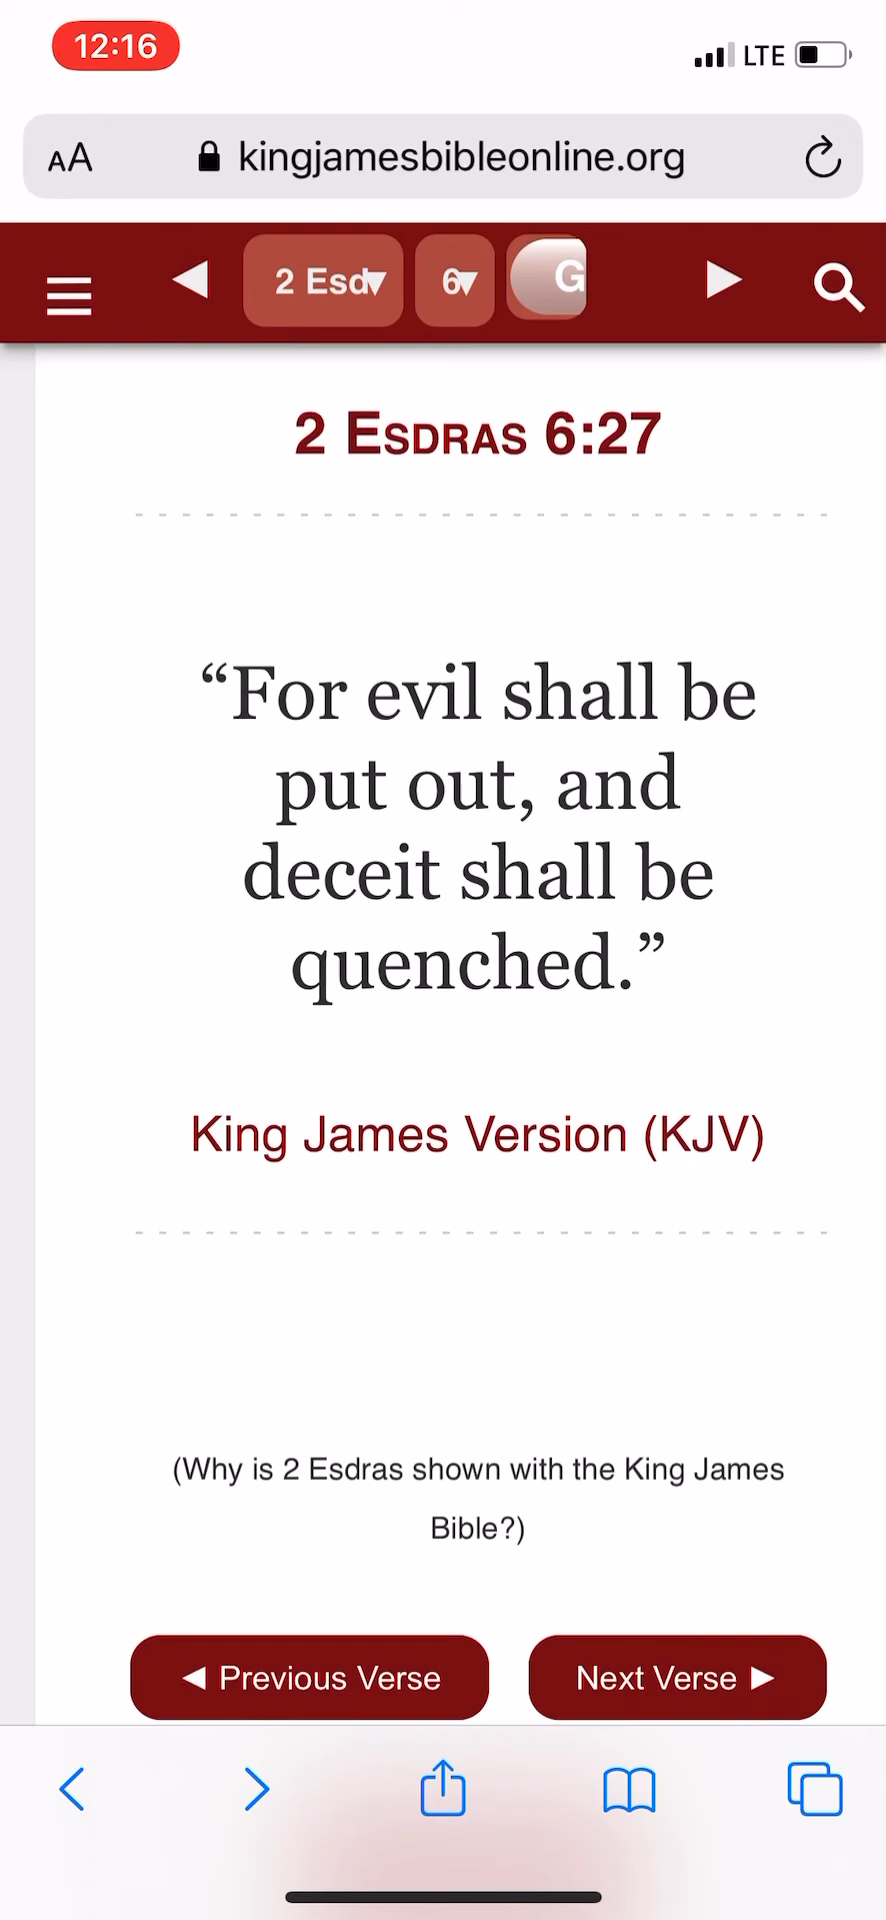 12:16
LTE
AA kingjamesbibleonline.org
2 Esd 6 G
2 ESDRAS 6:27
“For evil shall be
put out, and
deceit shall be
quenched.”
King James Version (KJV)
(Why is 2 Esdras shown with the King James
Bible?)
◀ Previous Verse Next Verse ▶